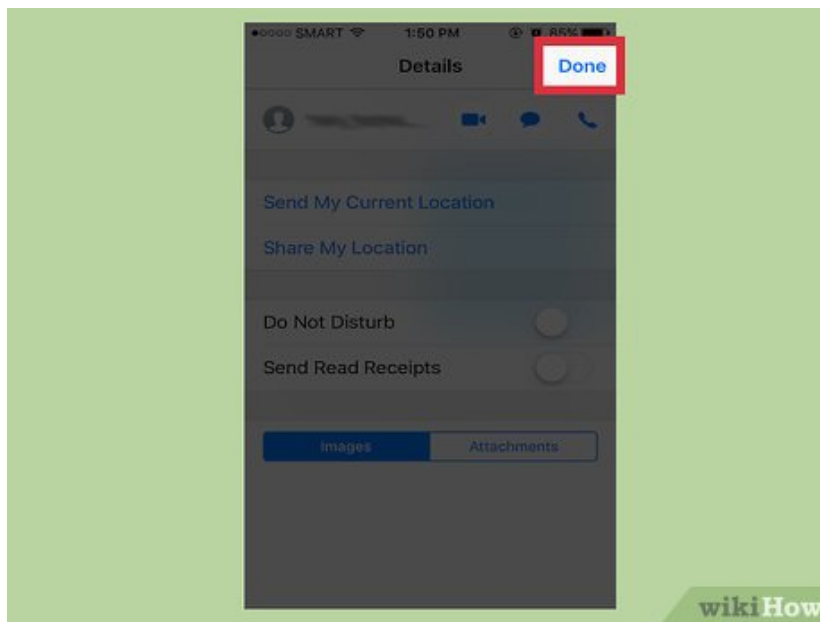 SMART 1:50 PM 85%
Details Done
Send My Current Location
Share My Location
Do Not Disturb
Send Read Receipts
Images Attachments
wikiHow